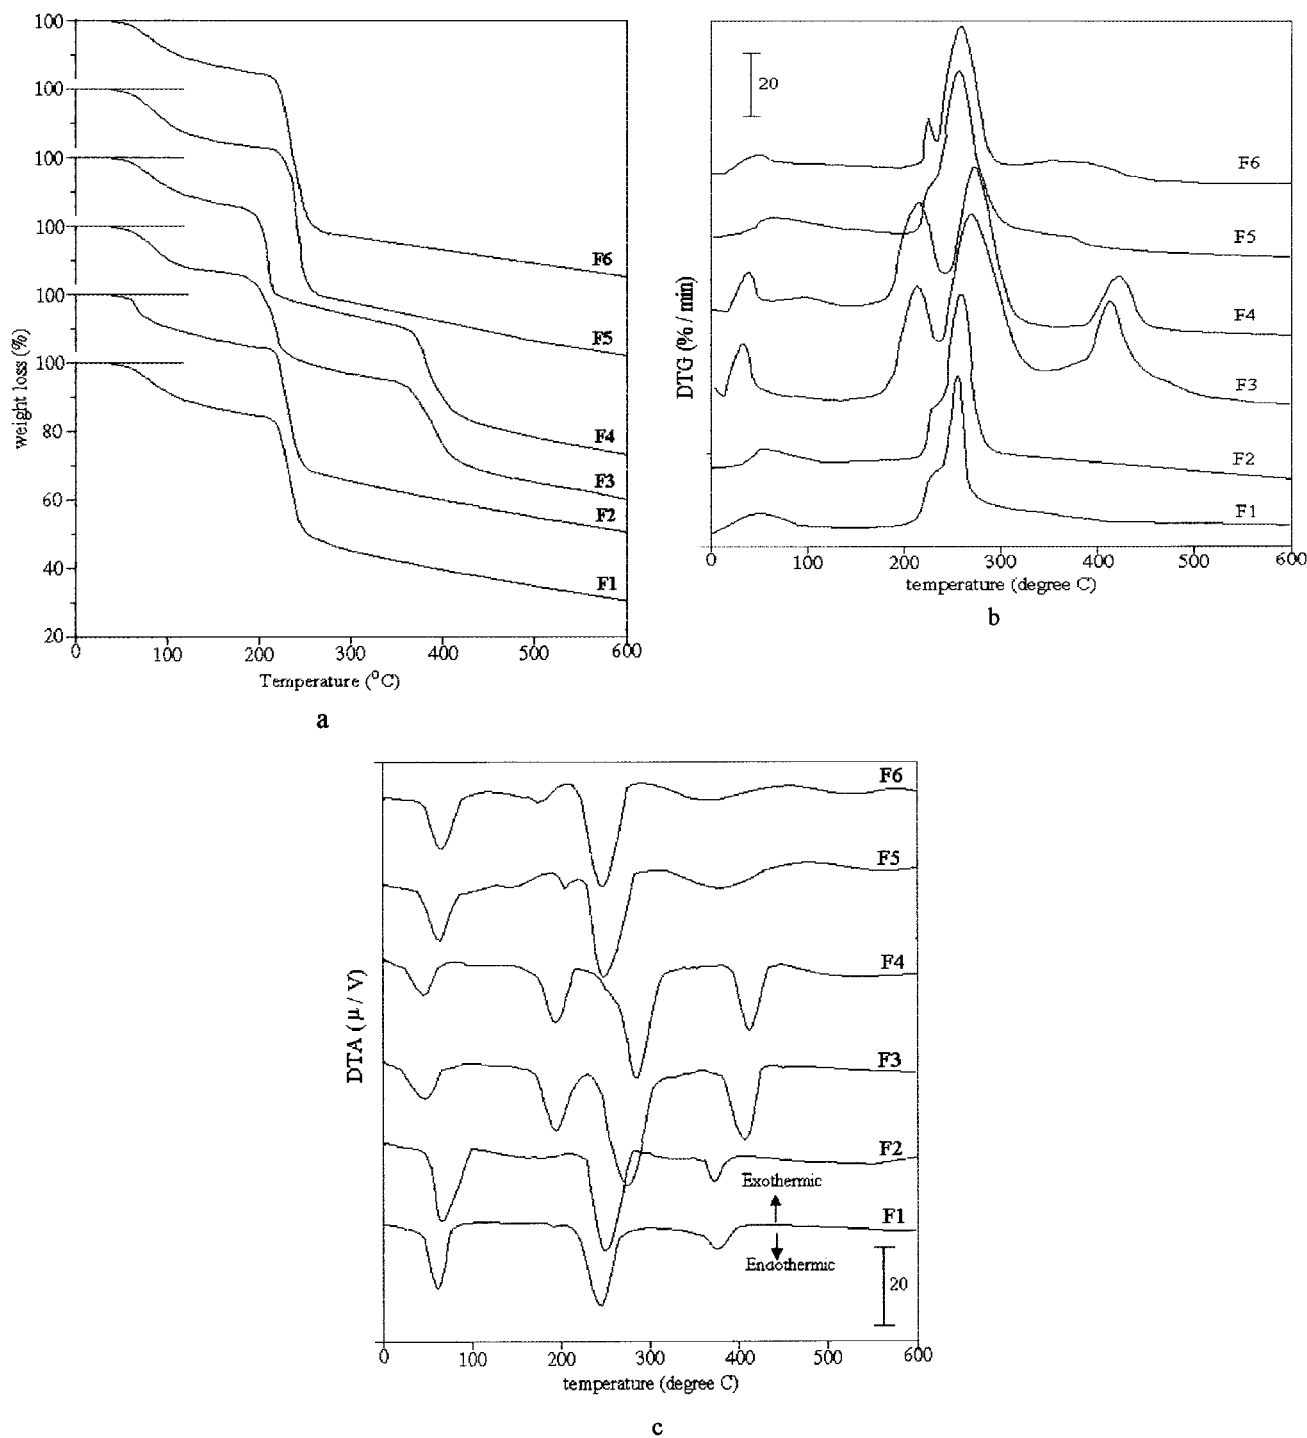 100
100
100
100
100
100
80
60
40
20
weight loss (%)
F6
F5
F4
F3
F2
F1
0 100 200 300 400 500 600
Temperature (°C)
a
20
DTG (% / min)
F6
F5
F4
F3
F2
F1
0 100 200 300 400 500 600
temperature (degree C)
b
DTA ( μ / V)
F6
F5
F4
F3
F2
Exothermic
F1
Endothermic
20
0 100 200 300 400 500 600
temperature (degree C)
c